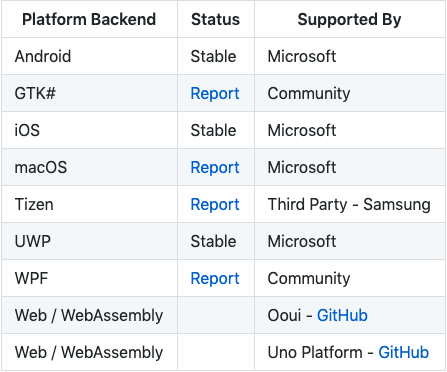 Platform Backend Status Supported By
Android Stable Microsoft
GTK# Report Community
iOS Stable Microsoft
macOS Report Microsoft
Tizen Report Third Party - Samsung
UWP Stable Microsoft
WPF Report Community
Web / WebAssembly Ooui - GitHub
Web / WebAssembly Uno Platform - GitHub